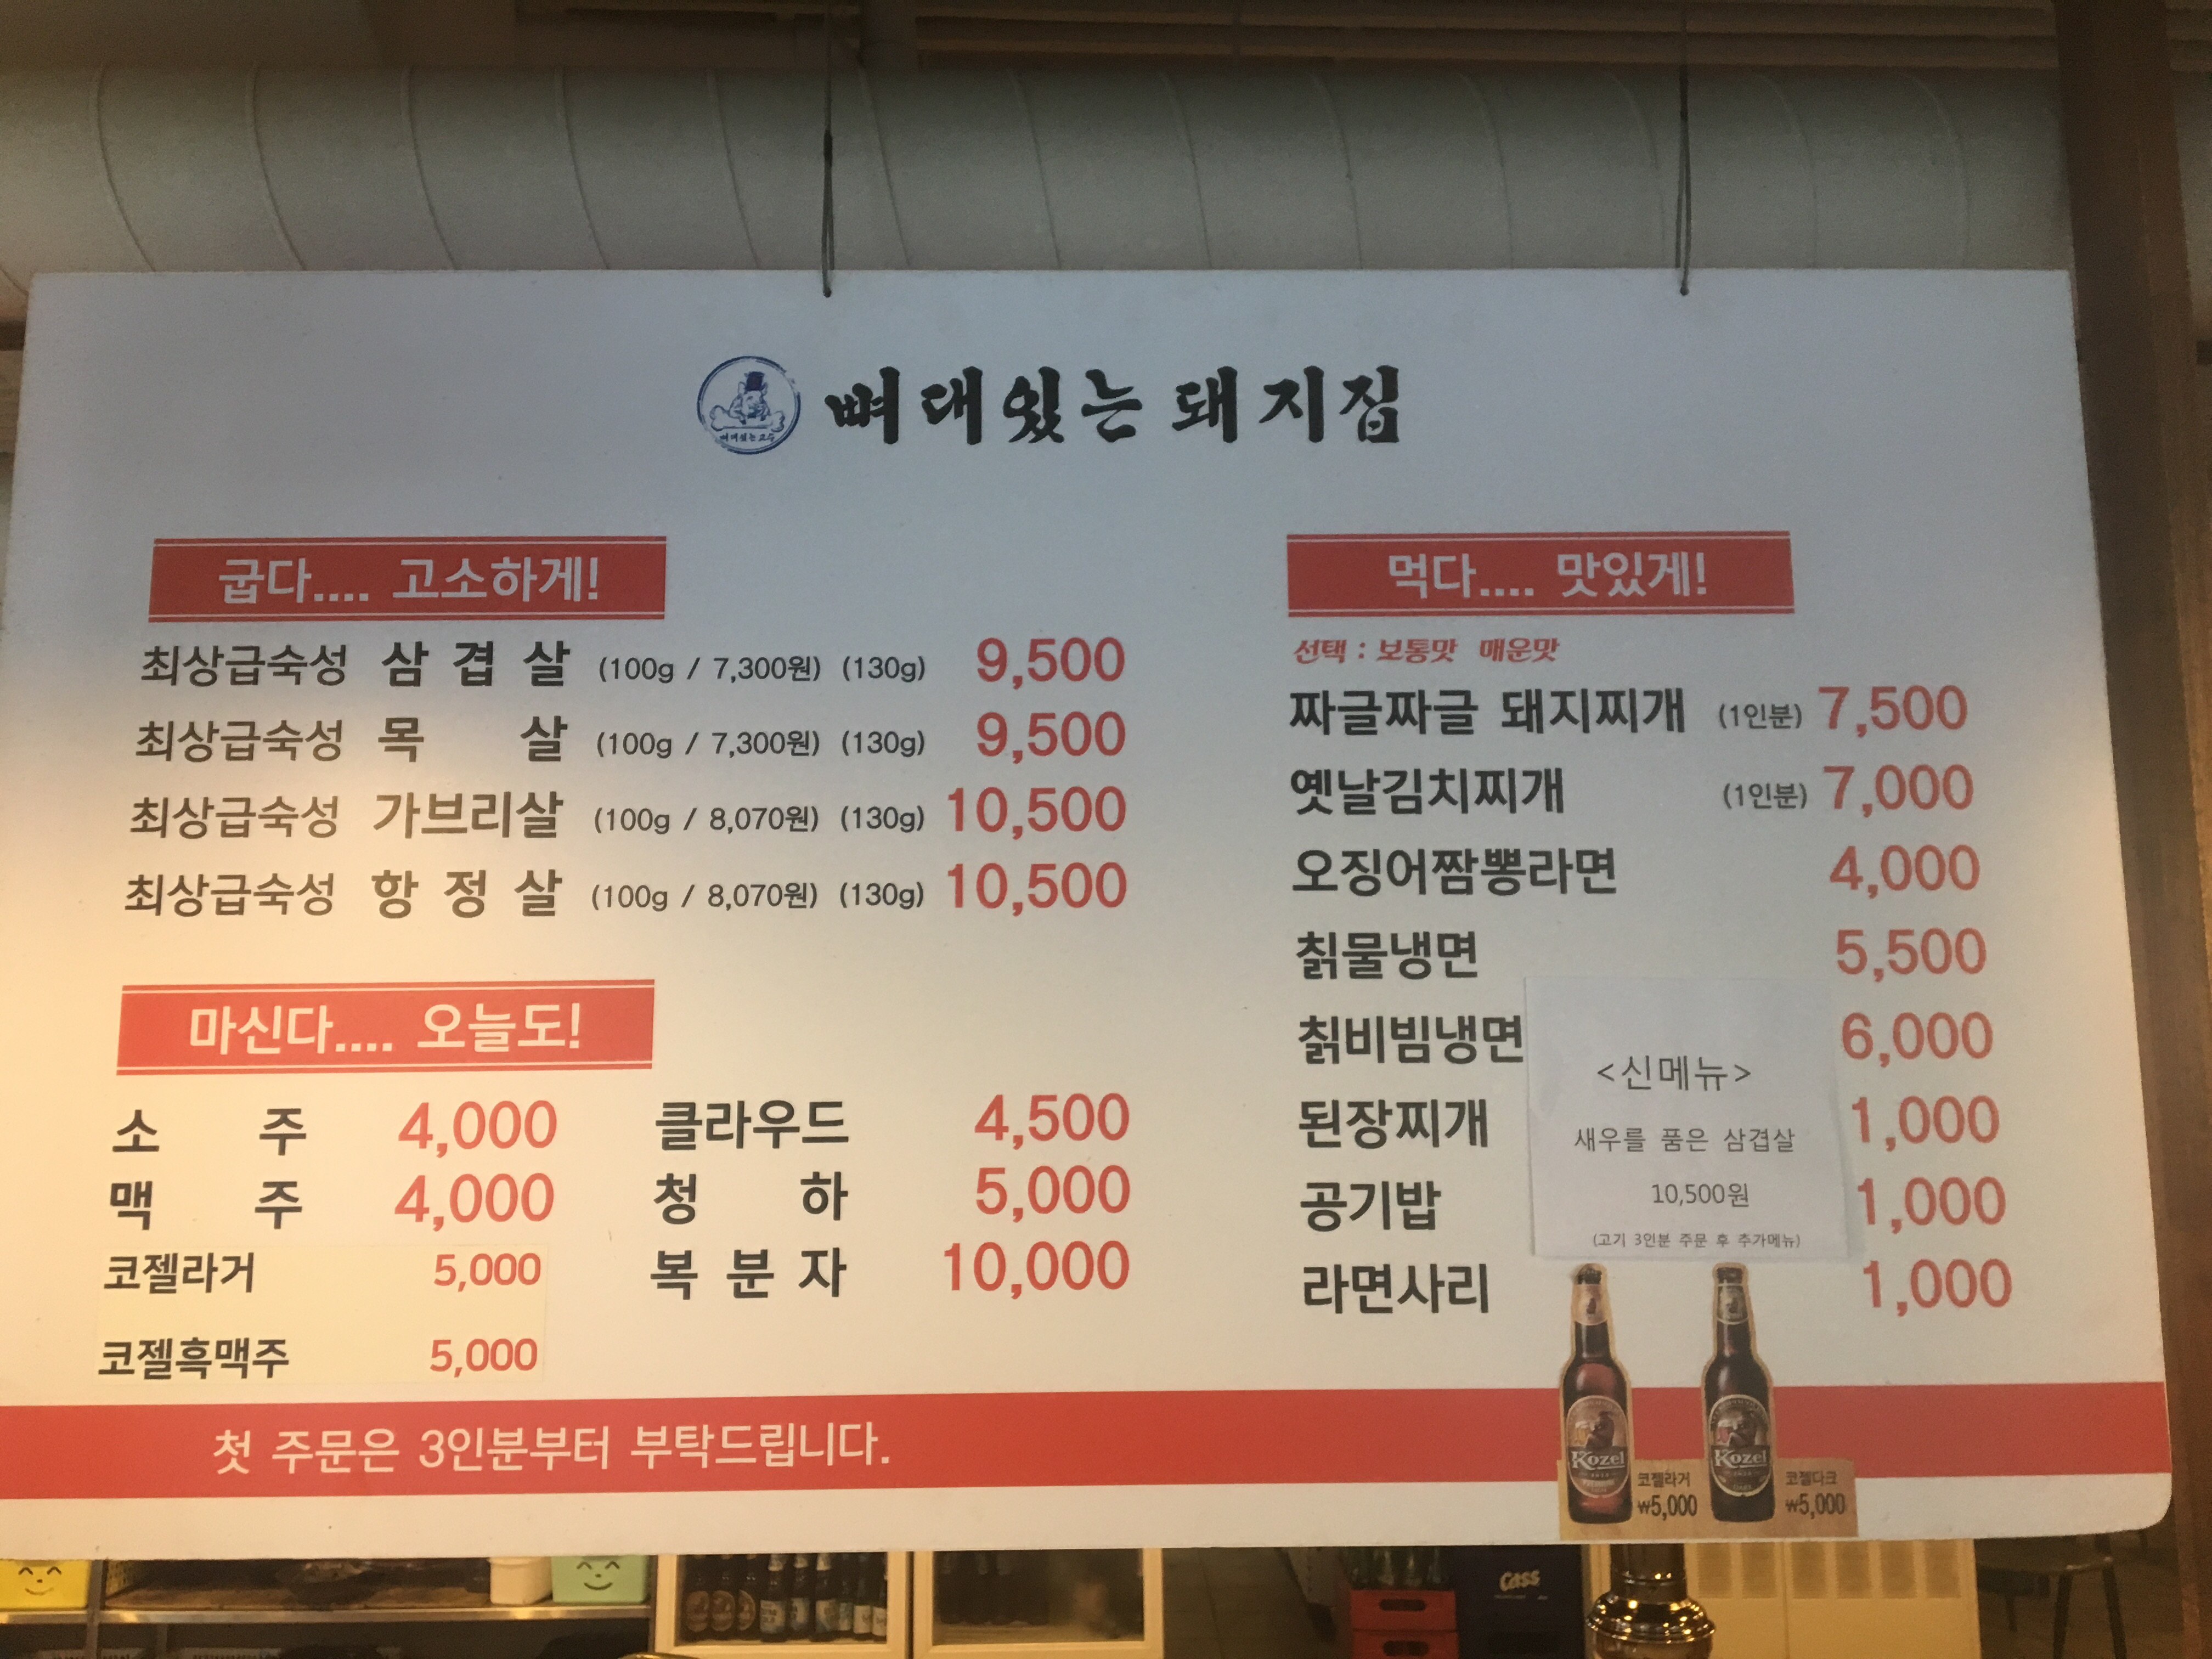 뼈대있는 돼지집
뼈대있는교수
굽다.... 고소하게!
최상급숙성 삼 겹 살 (100g / 7,300원) (130g) 9,500
최상급숙성 목 살 (100g / 7,300원) (130g) 9,500
최상급숙성 가브리살 (100g / 8,070원) (130g) 10,500
최상급숙성 항 정 살 (100g / 8,070원) (130g) 10,500
마신다.... 오늘도!
소 주 4,000
맥 주 4,000
코젤라거 5,000
코젤흑맥주 5,000
클라우드 4,500
청 하 5,000
복 분 자 10,000
먹다.... 맛있게!
선택 : 보통맛 매운맛
짜글짜글 돼지찌개 (1인분) 7,500
옛날김치찌개 (1인분) 7,000
오징어짬뽕라면 4,000
칡물냉면 5,500
칡비빔냉면 6,000
된장찌개 1,000
공기밥 1,000
라면사리 1,000
<신메뉴>
새우를 품은 삼겹살
10,500원
(고기 3인분 주문 후 추가메뉴)
첫 주문은 3인분부터 부탁드립니다.
Kozel
코젤라거
₩5,000
Kozel
코젤다크
₩5,000
Cass